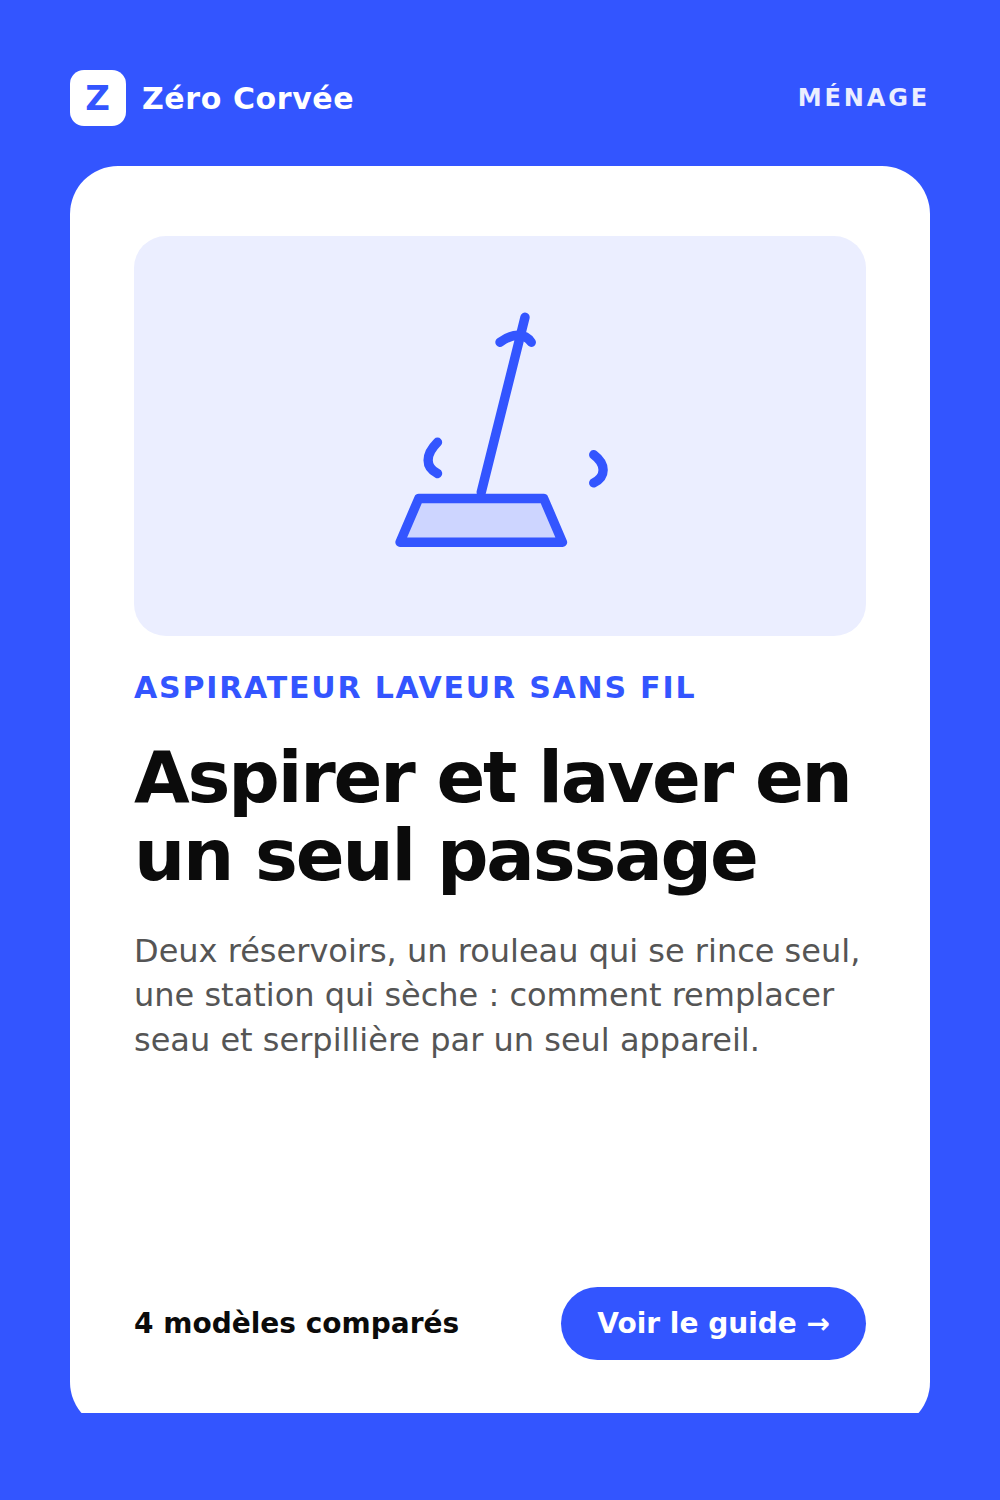 Z Zéro Corvée
MÉNAGE
ASPIRATEUR LAVEUR SANS FIL
Aspirer et laver en
un seul passage
Deux réservoirs, un rouleau qui se rince seul,
une station qui sèche : comment remplacer
seau et serpillière par un seul appareil.
4 modèles comparés
Voir le guide →